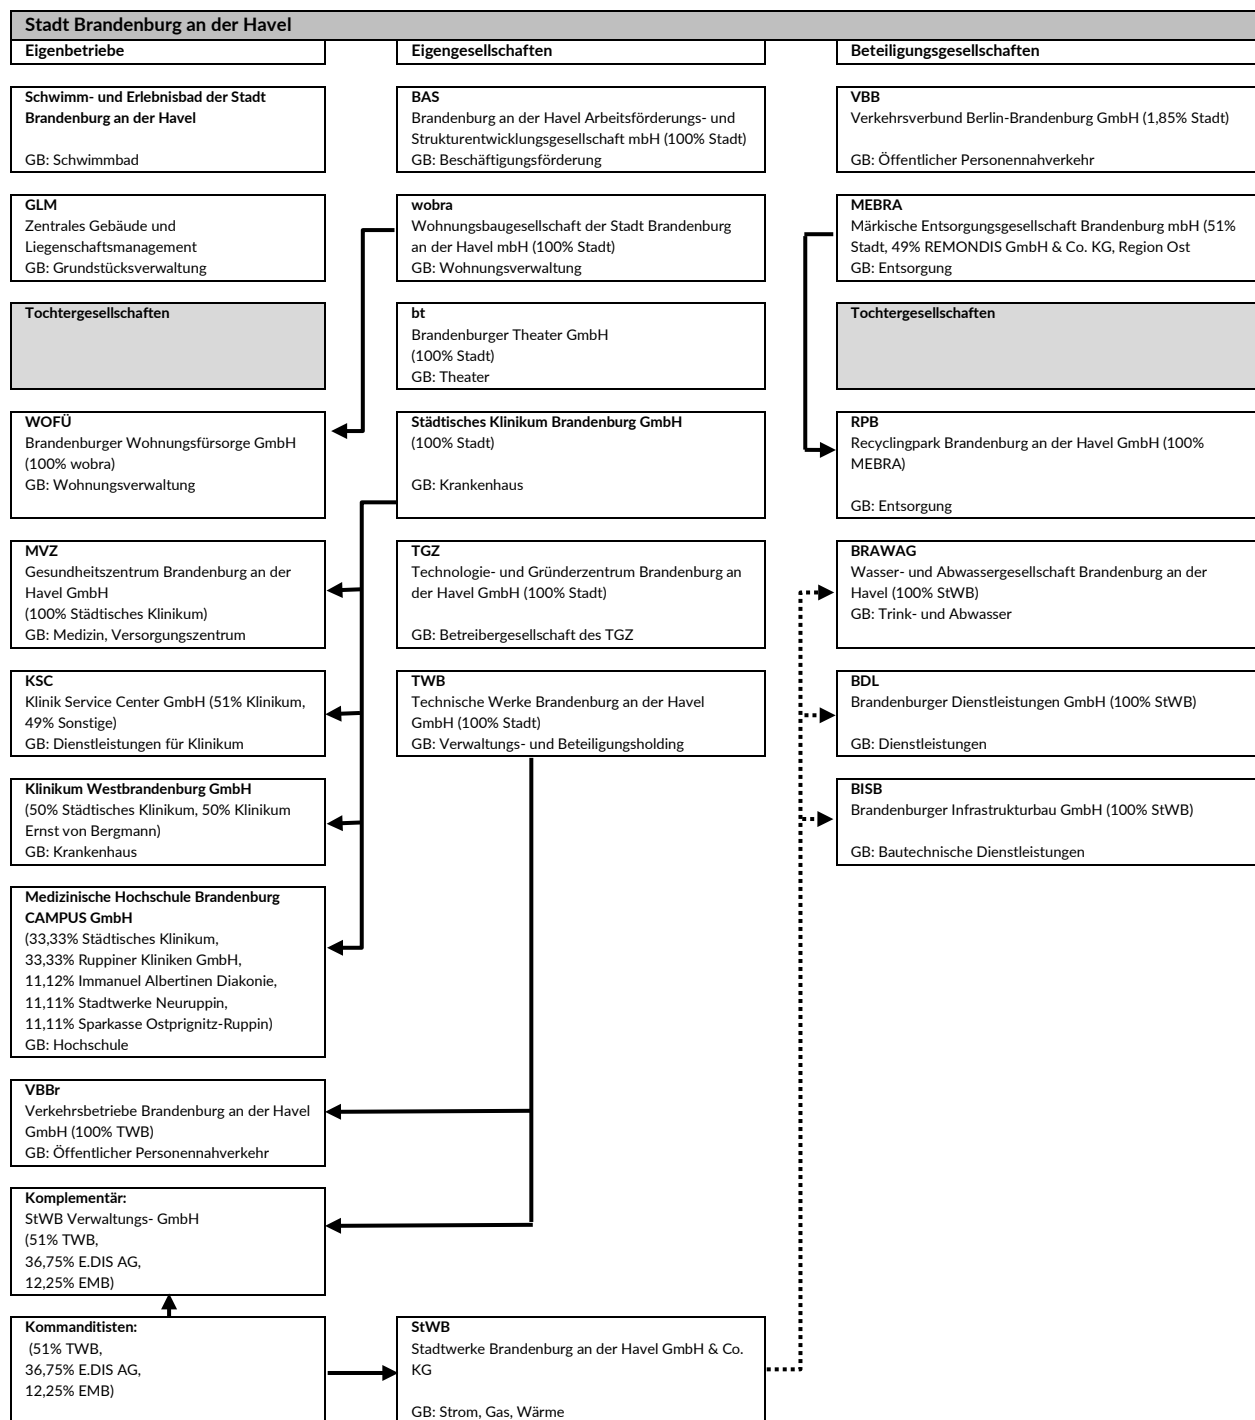 Stadt Brandenburg an der Havel
Eigenbetriebe
Schwimm- und Erlebnisbad der Stadt
Brandenburg an der Havel
GB: Schwimmbad
GLM
Zentrales Gebäude und
Liegenschaftsmanagement
GB: Grundstücksverwaltung
Tochtergesellschaften
WOFÜ
Brandenburger Wohnungsfürsorge GmbH
(100% wobra)
GB: Wohnungsverwaltung
MVZ
Gesundheitszentrum Brandenburg an der
Havel GmbH
(100% Städtisches Klinikum)
GB: Medizin, Versorgungszentrum
KSC
Klinik Service Center GmbH (51% Klinikum,
49% Sonstige)
GB: Dienstleistungen für Klinikum
Klinikum Westbrandenburg GmbH
(50% Städtisches Klinikum, 50% Klinikum
Ernst von Bergmann)
GB: Krankenhaus
Medizinische Hochschule Brandenburg
CAMPUS GmbH
(33,33% Städtisches Klinikum,
33,33% Ruppiner Kliniken GmbH,
11,12% Immanuel Albertinen Diakonie,
11,11% Stadtwerke Neuruppin,
11,11% Sparkasse Ostprignitz-Ruppin)
GB: Hochschule
VBBr
Verkehrsbetriebe Brandenburg an der Havel
GmbH (100% TWB)
GB: Öffentlicher Personennahverkehr
Komplementär:
StWB Verwaltungs- GmbH
(51% TWB,
36,75% E.DIS AG,
12,25% EMB)
Kommanditisten:
(51% TWB,
36,75% E.DIS AG,
12,25% EMB)
Eigengesellschaften
BAS
Brandenburg an der Havel Arbeitsförderungs- und
Strukturentwicklungsgesellschaft mbH (100% Stadt)
GB: Beschäftigungsförderung
wobra
Wohnungsbaugesellschaft der Stadt Brandenburg
an der Havel mbH (100% Stadt)
GB: Wohnungsverwaltung
bt
Brandenburger Theater GmbH
(100% Stadt)
GB: Theater
Städtisches Klinikum Brandenburg GmbH
(100% Stadt)
GB: Krankenhaus
TGZ
Technologie- und Gründerzentrum Brandenburg an
der Havel GmbH (100% Stadt)
GB: Betreibergesellschaft des TGZ
TWB
Technische Werke Brandenburg an der Havel
GmbH (100% Stadt)
GB: Verwaltungs- und Beteiligungsholding
StWB
Stadtwerke Brandenburg an der Havel GmbH & Co.
KG
GB: Strom, Gas, Wärme
Beteiligungsgesellschaften
VBB
Verkehrsverbund Berlin-Brandenburg GmbH (1,85% Stadt)
GB: Öffentlicher Personennahverkehr
MEBRA
Märkische Entsorgungsgesellschaft Brandenburg mbH (51%
Stadt, 49% REMONDIS GmbH & Co. KG, Region Ost
GB: Entsorgung
Tochtergesellschaften
RPB
Recyclingpark Brandenburg an der Havel GmbH (100%
MEBRA)
GB: Entsorgung
BRAWAG
Wasser- und Abwassergesellschaft Brandenburg an der
Havel (100% StWB)
GB: Trink- und Abwasser
BDL
Brandenburger Dienstleistungen GmbH (100% StWB)
GB: Dienstleistungen
BISB
Brandenburger Infrastrukturbau GmbH (100% StWB)
GB: Bautechnische Dienstleistungen